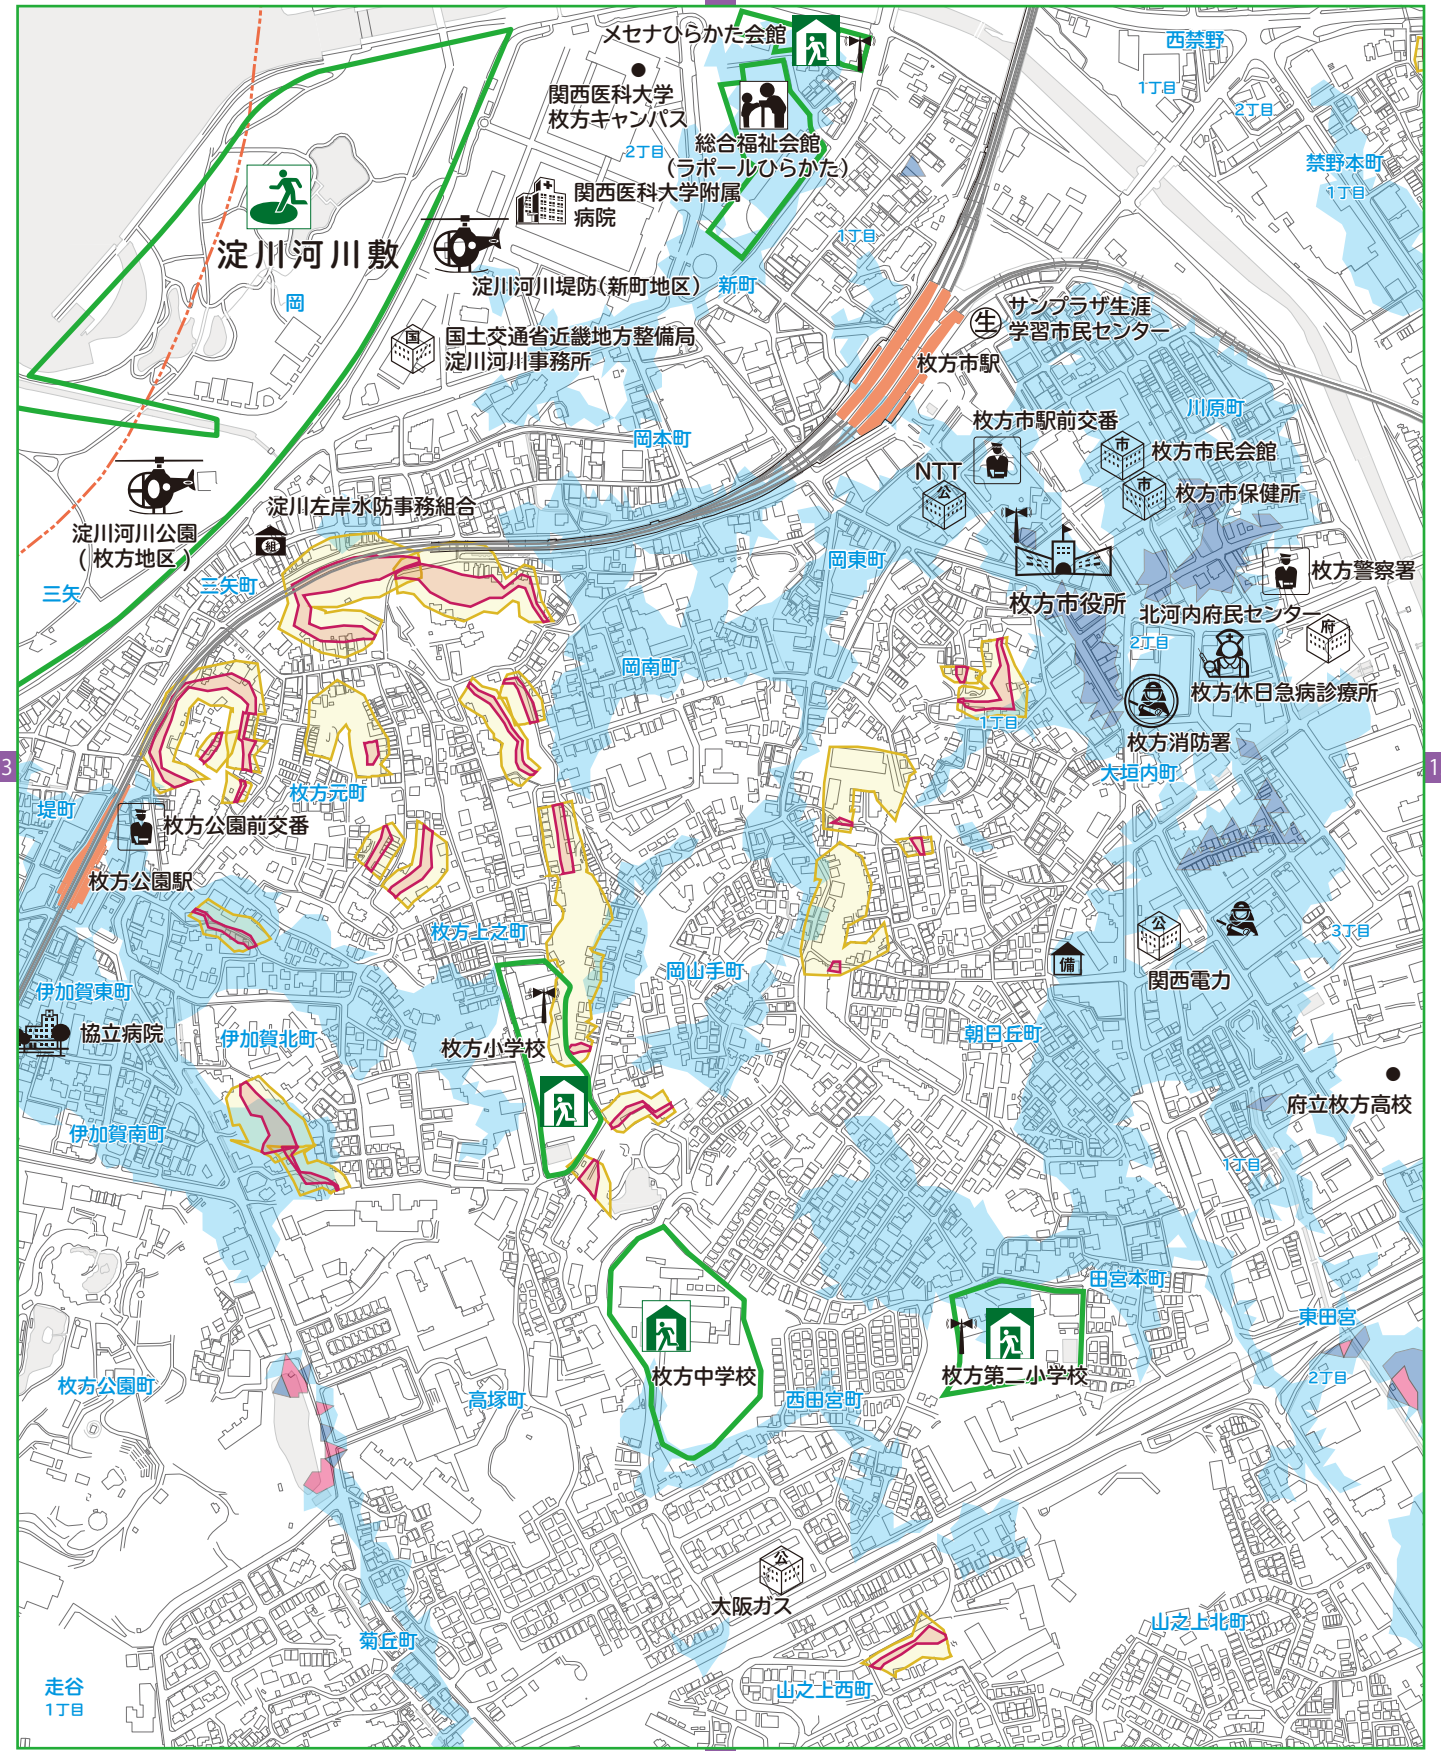 メセナひらかた会館
西禁野
1丁目
2丁目
関西医科大学
枚方キャンパス
2丁目
総合福祉会館
(ラポールひらかた)
禁野本町
1丁目
関西医科大学附属
病院
淀川河川敷
1丁目
淀川河川堤防(新町地区)
新町
岡
サンプラザ生涯
学習市民センター
生
国
国土交通省近畿地方整備局
淀川河川事務所
枚方市駅
川原町
枚方市駅前交番
岡本町
市
枚方市民会館
NTT
公
市
枚方市保健所
淀川左岸水防事務組合
組
淀川河川公園
(枚方地区)
岡東町
枚方警察署
三矢
三矢町
枚方市役所
北河内府民センター
府
2丁目
岡南町
枚方休日急病診療所
1丁目
枚方消防署
3
1
大垣内町
枚方元町
堤町
枚方公園前交番
枚方公園駅
枚方上之町
公
3丁目
備
岡山手町
関西電力
伊加賀東町
協立病院
伊加賀北町
朝日丘町
枚方小学校
府立枚方高校
伊加賀南町
1丁目
田宮本町
東田宮
枚方中学校
枚方第二小学校
2丁目
枚方公園町
高塚町
西田宮町
公
大阪ガス
菊丘町
山之上北町
走谷
1丁目
山之上西町